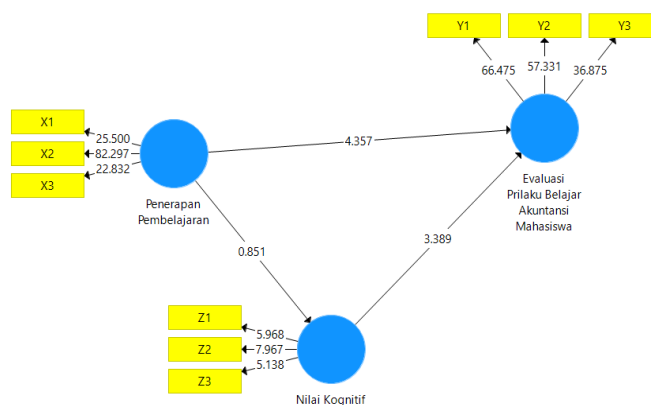 Y1
Y2
Y3
66.475
57.331
36.875
X1
X2
X3
25.500
82.297
22.832
4.357
Penerapan
Pembelajaran
Evaluasi
Prilaku Belajar
Akuntansi
Mahasiswa
0.851
3.389
Z1
Z2
Z3
5.968
7.967
5.138
Nilai Kognitif